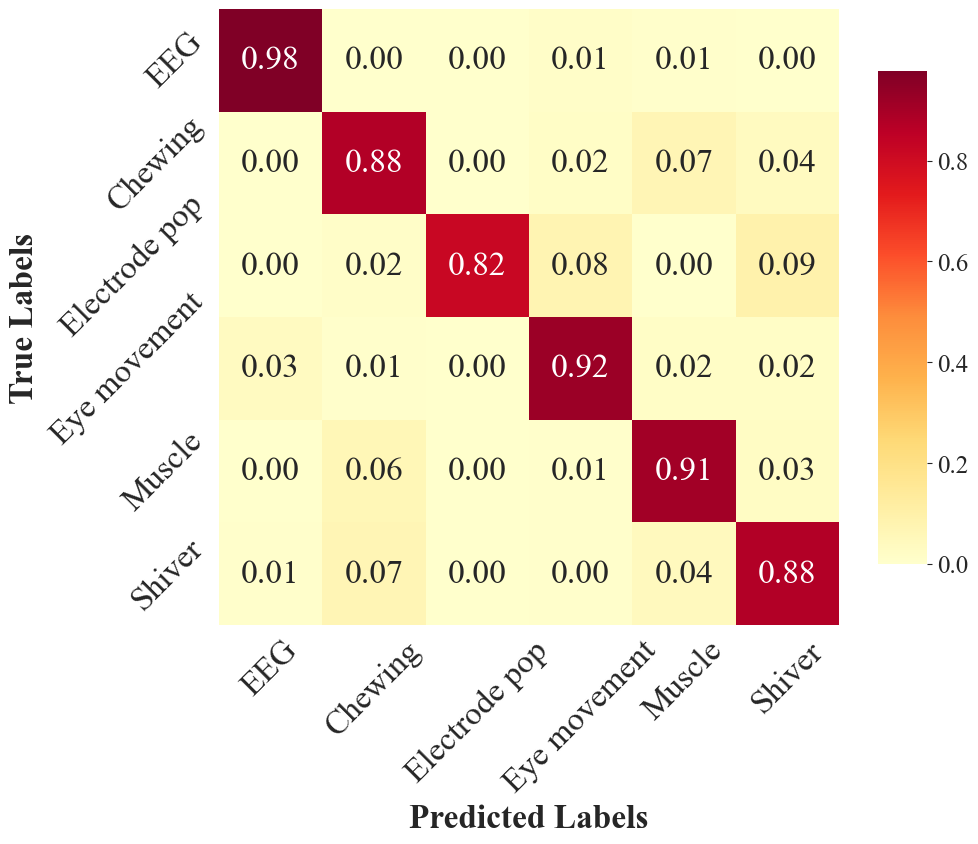 EEG 0.98 0.00 0.00 0.01 0.01 0.00
Chewing 0.00 0.88 0.00 0.02 0.07 0.04
Electrode pop 0.00 0.02 0.82 0.08 0.00 0.09
Eye movement 0.03 0.01 0.00 0.92 0.02 0.02
Muscle 0.00 0.06 0.00 0.01 0.91 0.03
Shiver 0.01 0.07 0.00 0.00 0.04 0.88
True Labels
EEG Chewing Electrode pop Eye movement Muscle Shiver
Predicted Labels
0.8
0.6
0.4
0.2
0.0